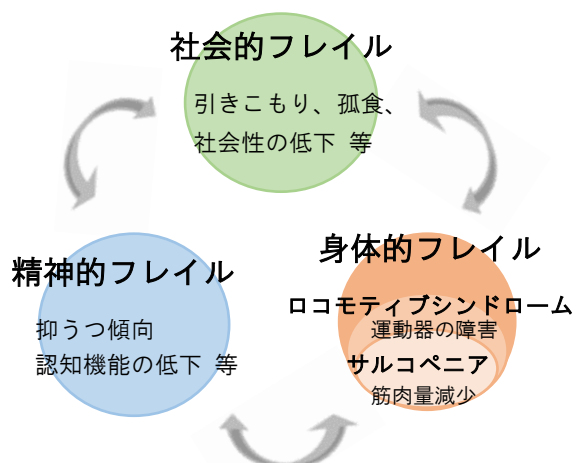 社会的フレイル
引きこもり、孤食、
社会性の低下 等
精神的フレイル
抑うつ傾向
認知機能の低下 等
身体的フレイル
ロコモティブシンドローム
運動器の障害
サルコペニア
筋肉量減少